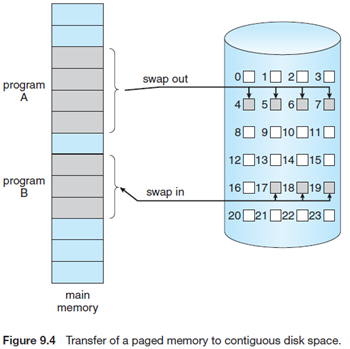 swap out
program
A
0 1 2 3
4 5 6 7
8 9 10 11
12 13 14 15
program
B
swap in
16 17 18 19
20 21 22 23
main
memory
Figure 9.4 Transfer of a paged memory to contiguous disk space.